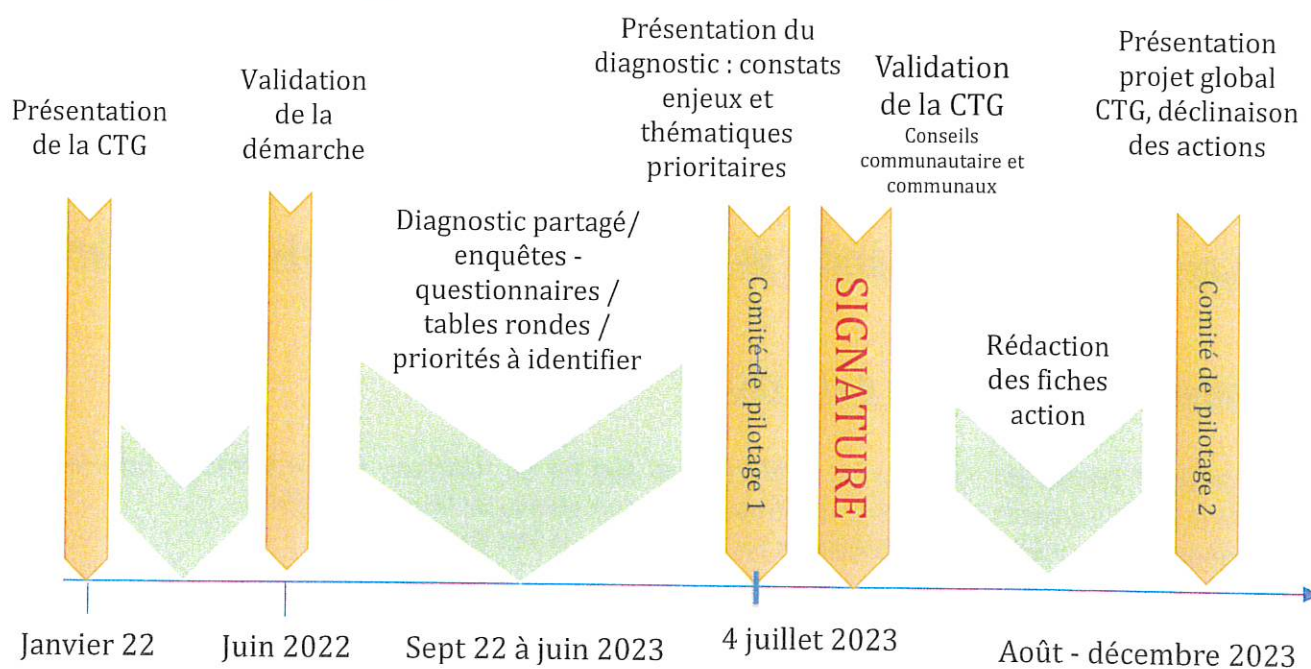 Présentation
de la CTG
Validation
de la
démarche
Diagnostic partagé/
enquêtes -
questionnaires /
tables rondes /
priorités à identifier
Présentation du
diagnostic : constats
enjeux et
thématiques
prioritaires
Comité de pilotage 1
Validation
de la CTG
Conseils
communautaire et
communaux
SIGNATURE
Rédaction
des fiches
action
Présentation
projet global
CTG, déclinaison
des actions
Comité de pilotage 2
Janvier 22
Juin 2022
Sept 22 à juin 2023
4 juillet 2023
Août - décembre 2023